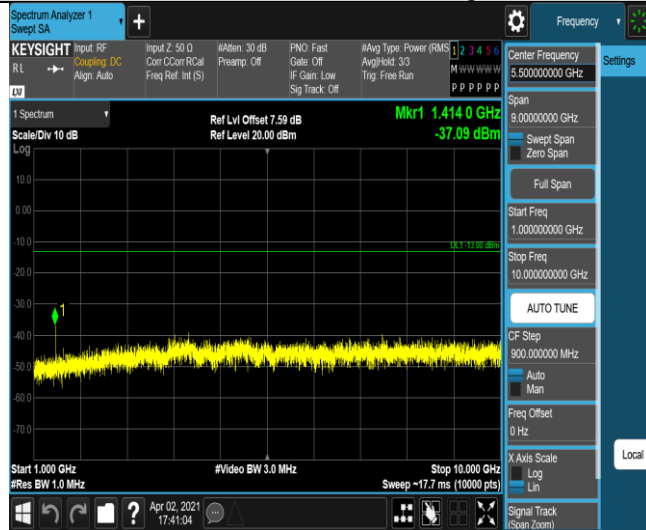 Spectrum Analyzer 1
Swept SA
Frequency
KEYSIGHT
RL
LXI
Input: RF
Coupling: DC
Align: Auto
Input Z: 50 Ω
Corr CCorr RCal
Freq Ref: Int (S)
#Atten: 30 dB
Preamp: Off
PNO: Fast
Gate: Off
IF Gain: Low
Sig Track: Off
#Avg Type: Power (RMS
Avg|Hold: 3/3
Trig: Free Run
1 2 3 4 5 6
M W W W W W
P P P P P P
1 Spectrum
Scale/Div 10 dB
Log
Ref Lvl Offset 7.59 dB
Ref Level 20.00 dBm
Mkr1 1.414 0 GHz
-37.09 dBm
10.0
0.00
-10.0
DL1 -13.00 dBm
-20.0
-30.0
1
-40.0
-50.0
-60.0
-70.0
Start 1.000 GHz
#Res BW 1.0 MHz
#Video BW 3.0 MHz
Stop 10.000 GHz
Sweep ~17.7 ms (10000 pts)
Apr 02, 2021
17:41:04
Center Frequency
5.500000000 GHz
Span
9.00000000 GHz
Swept Span
Zero Span
Full Span
Start Freq
1.000000000 GHz
Stop Freq
10.000000000 GHz
AUTO TUNE
CF Step
900.000000 MHz
Auto
Man
Freq Offset
0 Hz
X Axis Scale
Log
Lin
Signal Track
(Span Zoom)
Settings
Local